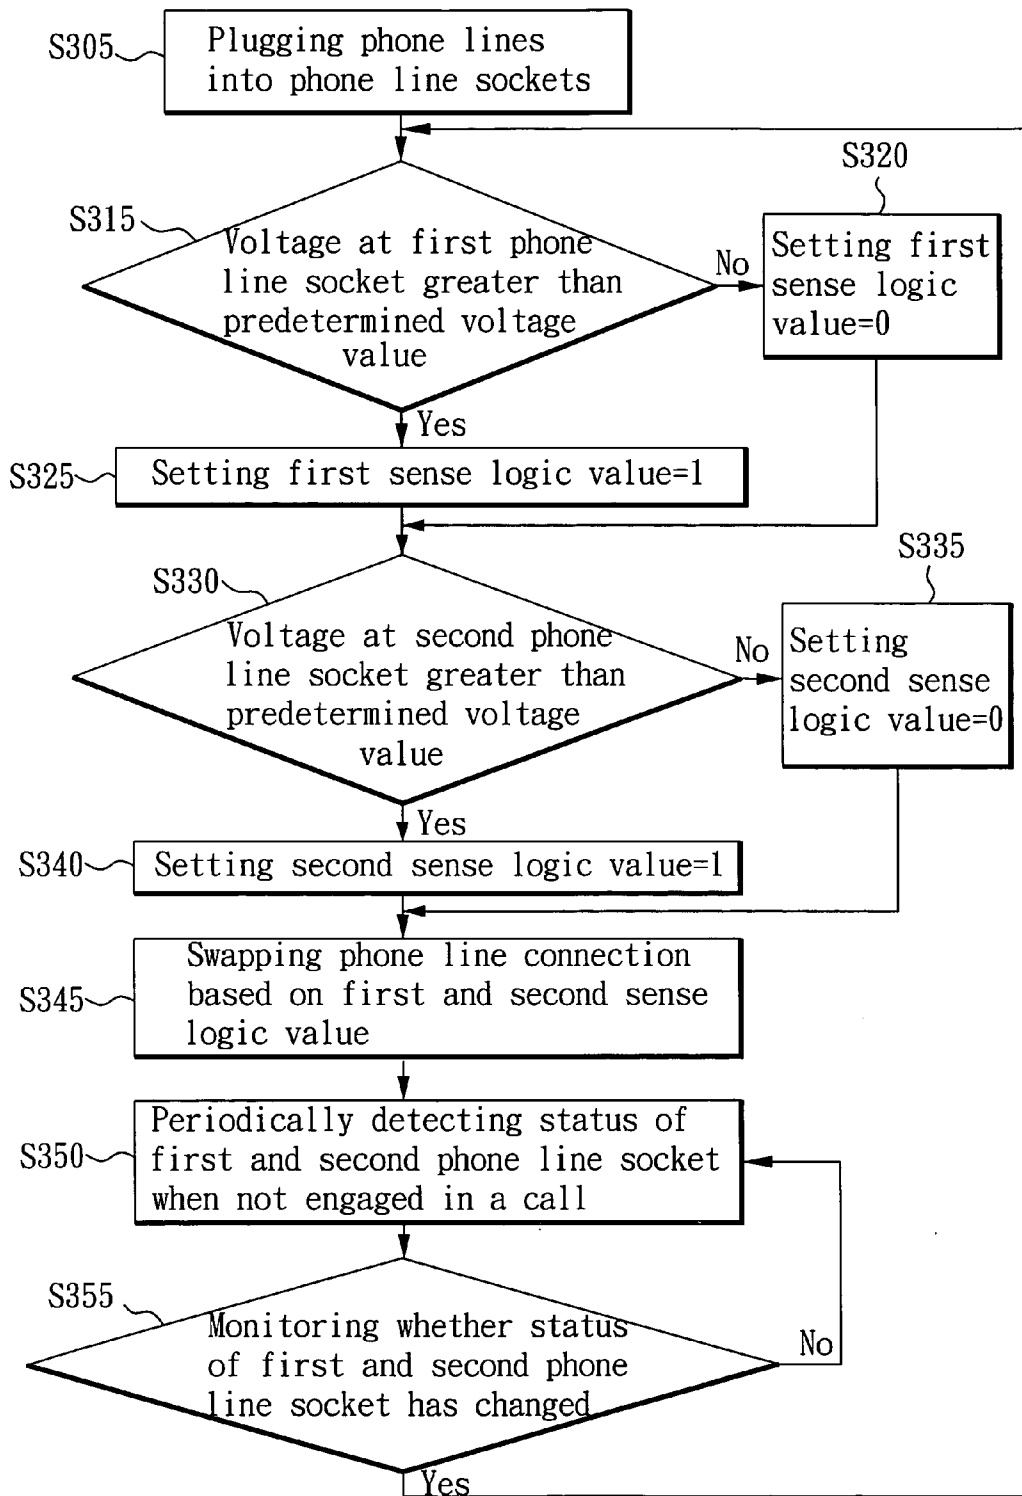 S305
Plugging phone lines
into phone line sockets
S315
Voltage at first phone
line socket greater than
predetermined voltage
value
No
S320
Setting first
sense logic
value=0
Yes
S325
Setting first sense logic value=1
S330
Voltage at second phone
line socket greater than
predetermined voltage
value
No
S335
Setting
second sense
logic value=0
Yes
S340
Setting second sense logic value=1
S345
Swapping phone line connection
based on first and second sense
logic value
S350
Periodically detecting status of
first and second phone line socket
when not engaged in a call
S355
Monitoring whether status
of first and second phone
line socket has changed
No
Yes